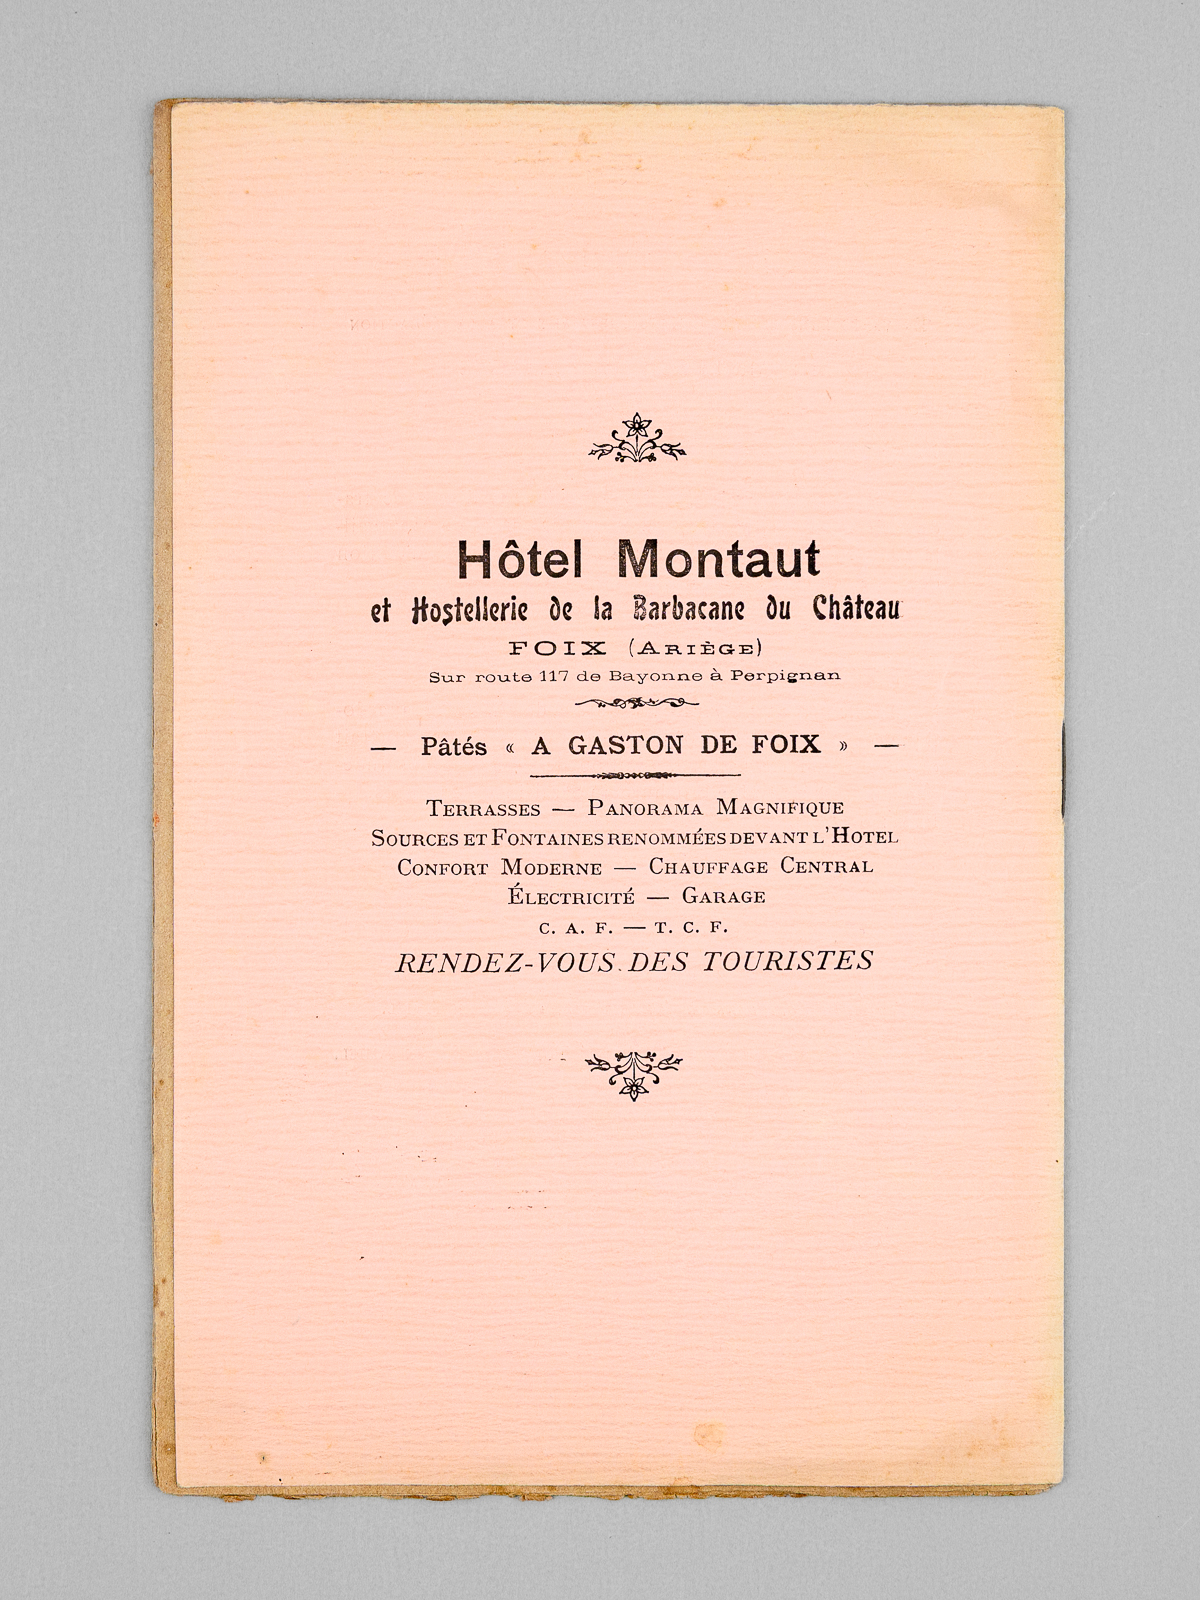 Hôtel Montaut
et Hostellerie de la Barbacane du Château
FOIX (ARIÈGE)
Sur route 117 de Bayonne à Perpignan
— Pâtés « A GASTON DE FOIX » —
TERRASSES — PANORAMA MAGNIFIQUE
SOURCES ET FONTAINES RENOMMÉES DEVANT L'HOTEL
CONFORT MODERNE — CHAUFFAGE CENTRAL
ÉLECTRICITÉ — GARAGE
C. A. F. — T. C. F.
RENDEZ-VOUS DES TOURISTES